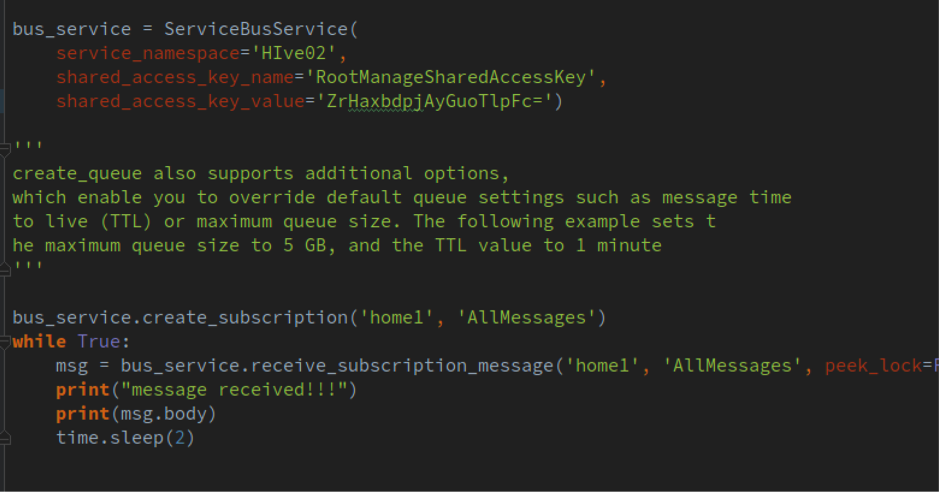 bus_service = ServiceBusService(
    service_namespace='HIve02',
    shared_access_key_name='RootManageSharedAccessKey',
    shared_access_key_value='ZrHaxbdpjAyGuoTlpFc=')
'''
create_queue also supports additional options,
which enable you to override default queue settings such as message time
to live (TTL) or maximum queue size. The following example sets t
he maximum queue size to 5 GB, and the TTL value to 1 minute
'''
bus_service.create_subscription('home1', 'AllMessages')
while True:
    msg = bus_service.receive_subscription_message('home1', 'AllMessages', peek_lock=F
    print("message received!!!")
    print(msg.body)
    time.sleep(2)